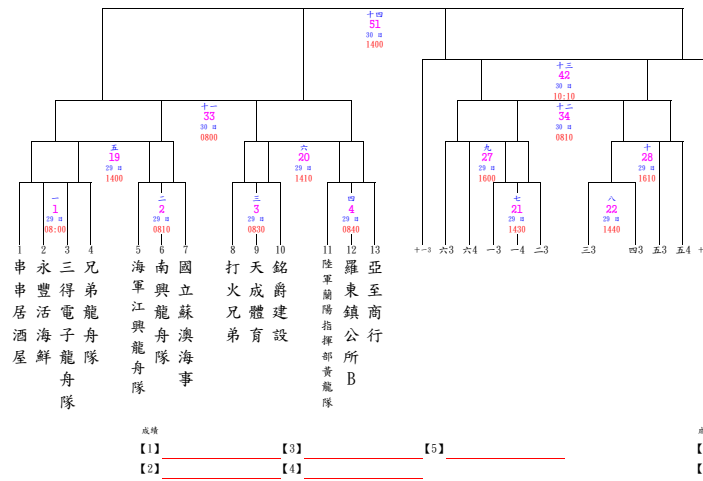 十四
51
30 日
1400
十三
42
30 日
10:10
十一
33
30 日
0800
十二
34
30 日
0810
五
19
29 日
1400
六
20
29 日
1410
九
27
29 日
1600
十
28
29 日
1610
一
1
29 日
08:00
二
2
29 日
0810
三
3
29 日
0830
四
4
29 日
0840
七
21
29 日
1430
八
22
29 日
1440
1 2 3 4 5 6 7 8 9 10 11 12 13
十一3 六3 六4 一3 一4 二3 三3 四3 五3 五4
串串居酒屋
永豐活海鮮
三得電子龍舟隊
兄弟龍舟隊
海軍江興龍舟隊
南興龍舟隊
國立蘇澳海事
打火兄弟
天成體育
銘爵建設
陸軍蘭陽指揮部黃龍隊
羅東鎮公所B
亞至商行
成績
【1】 【3】 【5】
【2】 【4】